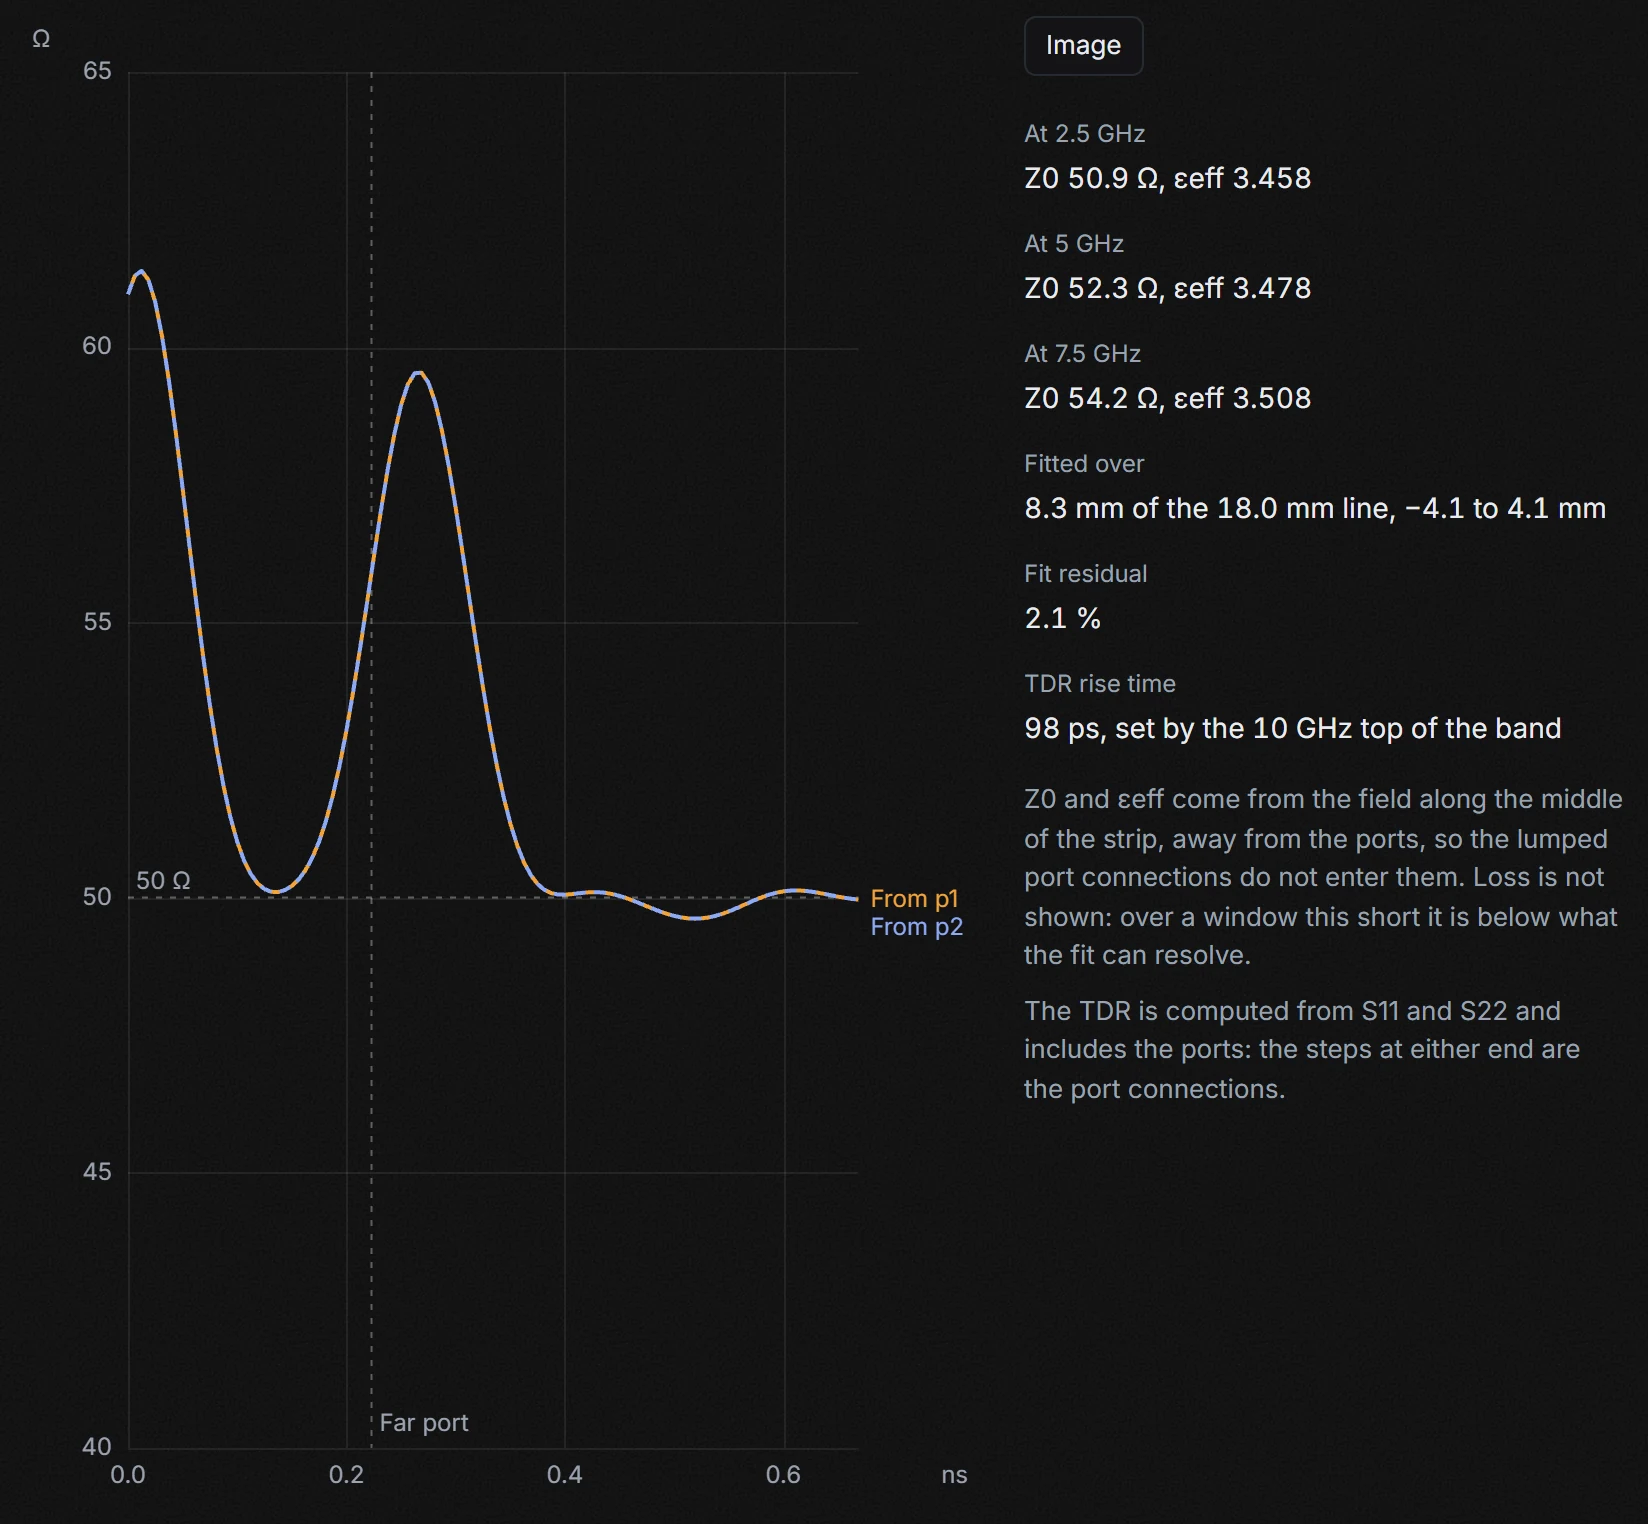 Ω
65
60
55
50
45
40
50 Ω
From p1
From p2
Far port
0.0
0.2
0.4
0.6
ns
Image
At 2.5 GHz
Z0 50.9 Ω, εeff 3.458
At 5 GHz
Z0 52.3 Ω, εeff 3.478
At 7.5 GHz
Z0 54.2 Ω, εeff 3.508
Fitted over
8.3 mm of the 18.0 mm line, −4.1 to 4.1 mm
Fit residual
2.1 %
TDR rise time
98 ps, set by the 10 GHz top of the band
Z0 and εeff come from the field along the middle
of the strip, away from the ports, so the lumped
port connections do not enter them. Loss is not
shown: over a window this short it is below what
the fit can resolve.
The TDR is computed from S11 and S22 and
includes the ports: the steps at either end are
the port connections.